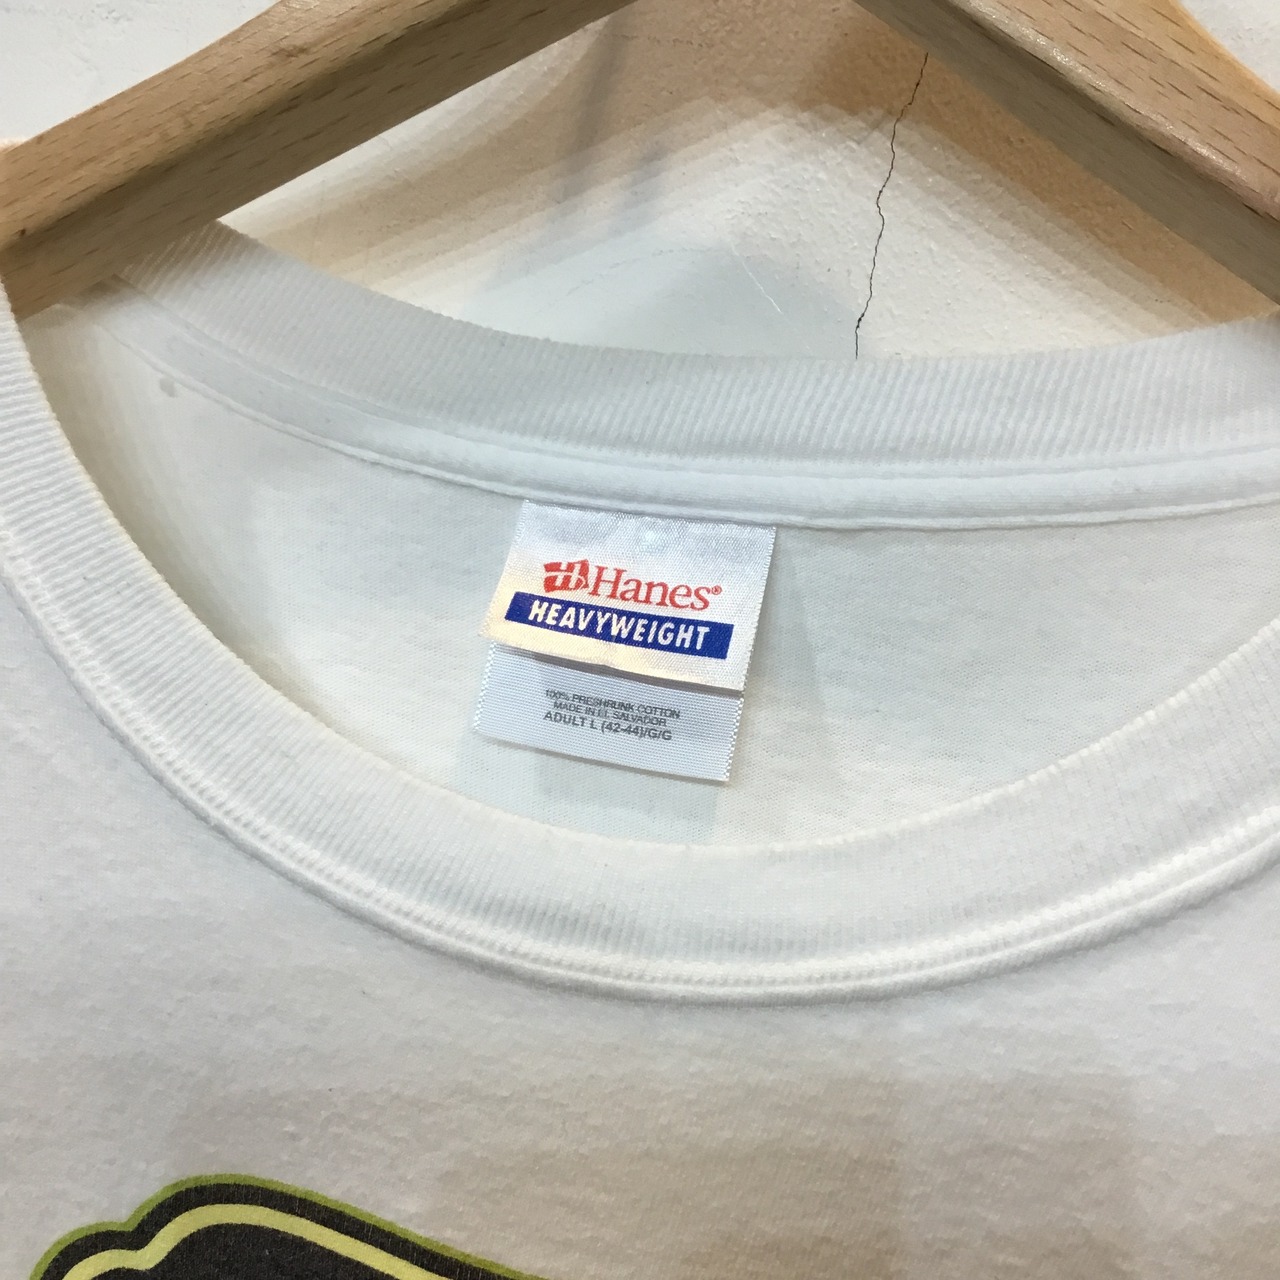 Hanes®
HEAVYWEIGHT
100% PRESHRUNK COTTON
MADE IN EL SALVADOR
ADULT L (42-44)/G/G